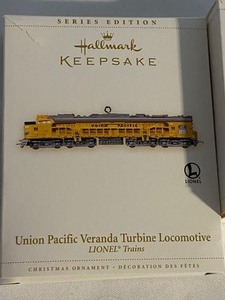 SERIES EDITION
Hallmark
KEEPSAKE
UNION PACIFIC
LIONEL
Union Pacific Veranda Turbine Locomotive
LIONEL® Trains
CHRISTMAS ORNAMENT • DÉCORATION DES FÊTES